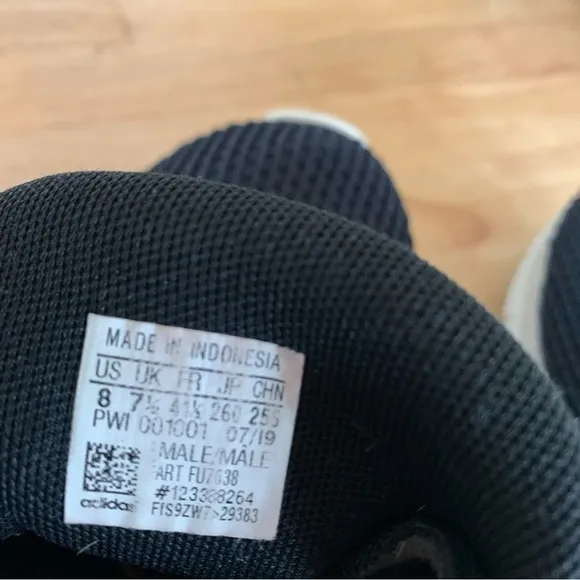 MADE IN INDONESIA
US UK FR JP CHN
8 7½ 41⅓ 260 255
PWI 001001 07/19
MALE/MÂLE
ART FU7638
#123388264
adidas FIS9ZW7>29383